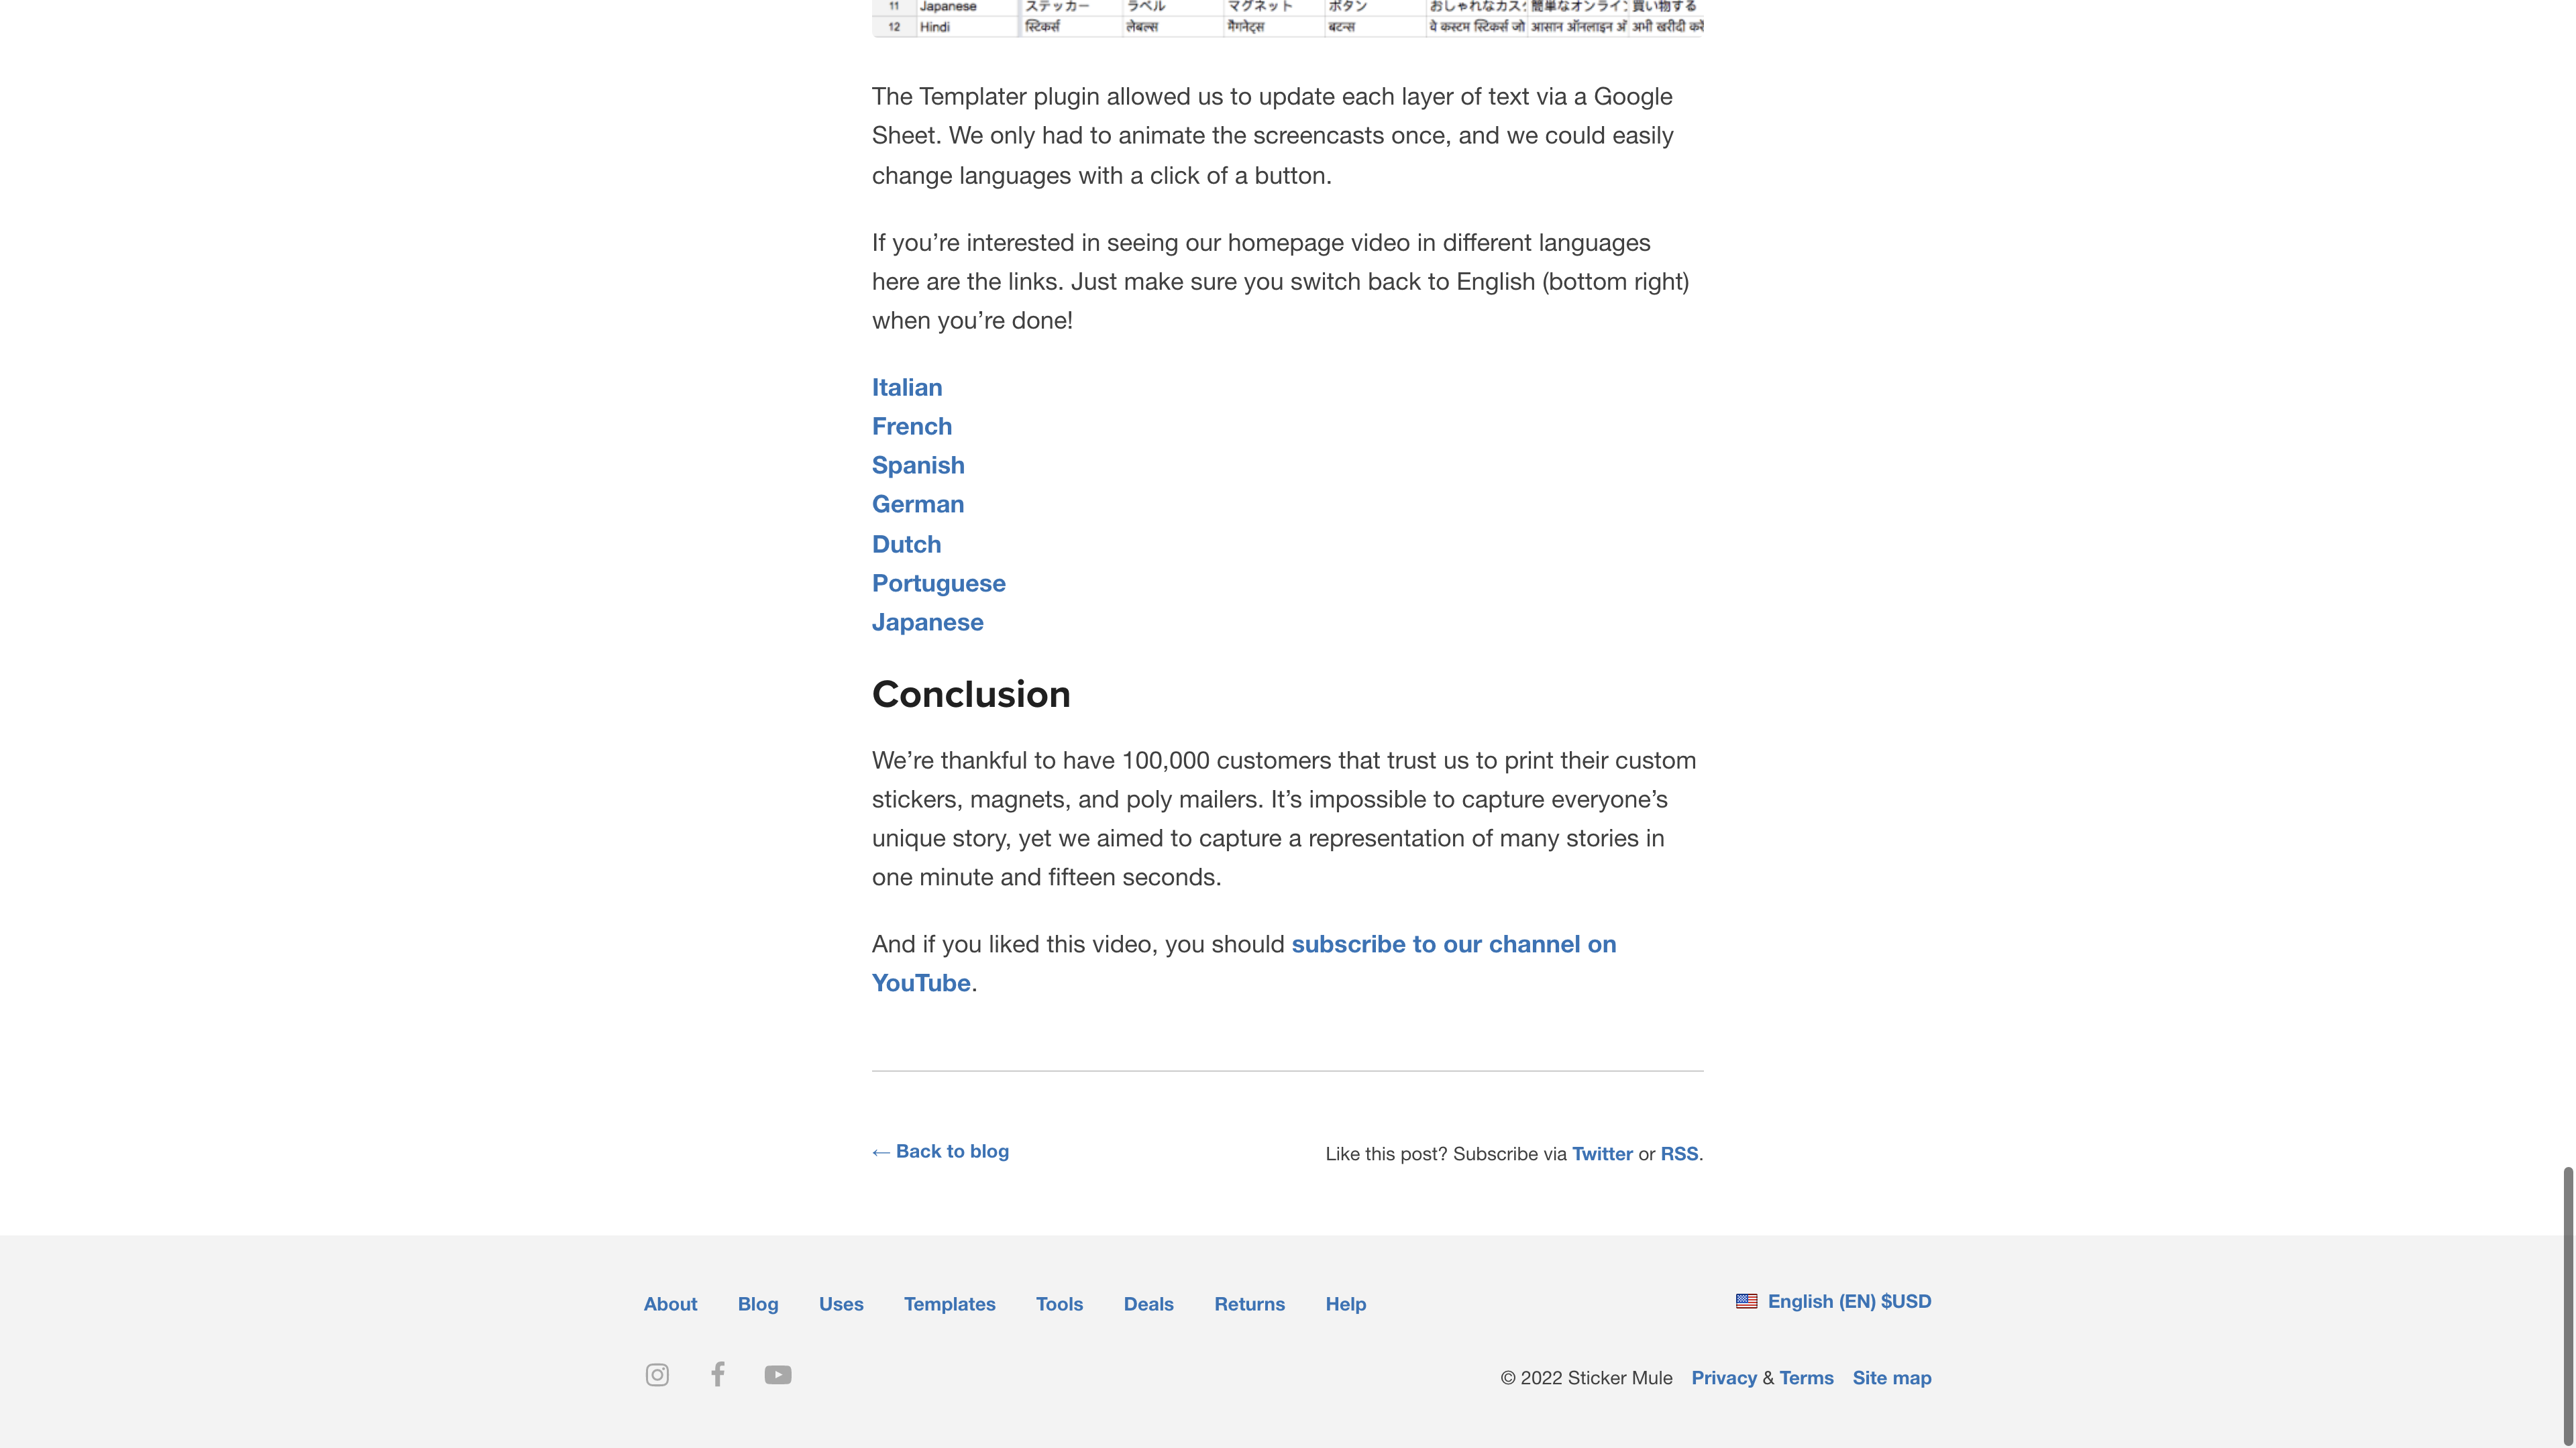 11 Japanese ステッカー ラベル マグネット ボタン おしゃれなカス 簡単なオンライ 買い物する
12 Hindi स्टिकर्स लेबल्स मैगनेट्स बटन्स ये कस्टम स्टिकर्स जो आसान ऑनलाइन अभी खरीदी करें
The Templater plugin allowed us to update each layer of text via a Google
Sheet. We only had to animate the screencasts once, and we could easily
change languages with a click of a button.
If you’re interested in seeing our homepage video in different languages
here are the links. Just make sure you switch back to English (bottom right)
when you’re done!
Italian
French
Spanish
German
Dutch
Portuguese
Japanese
Conclusion
We’re thankful to have 100,000 customers that trust us to print their custom
stickers, magnets, and poly mailers. It’s impossible to capture everyone’s
unique story, yet we aimed to capture a representation of many stories in
one minute and fifteen seconds.
And if you liked this video, you should subscribe to our channel on
YouTube.
← Back to blog
Like this post? Subscribe via Twitter or RSS.
About Blog Uses Templates Tools Deals Returns Help
English (EN) $USD
© 2022 Sticker Mule Privacy & Terms Site map